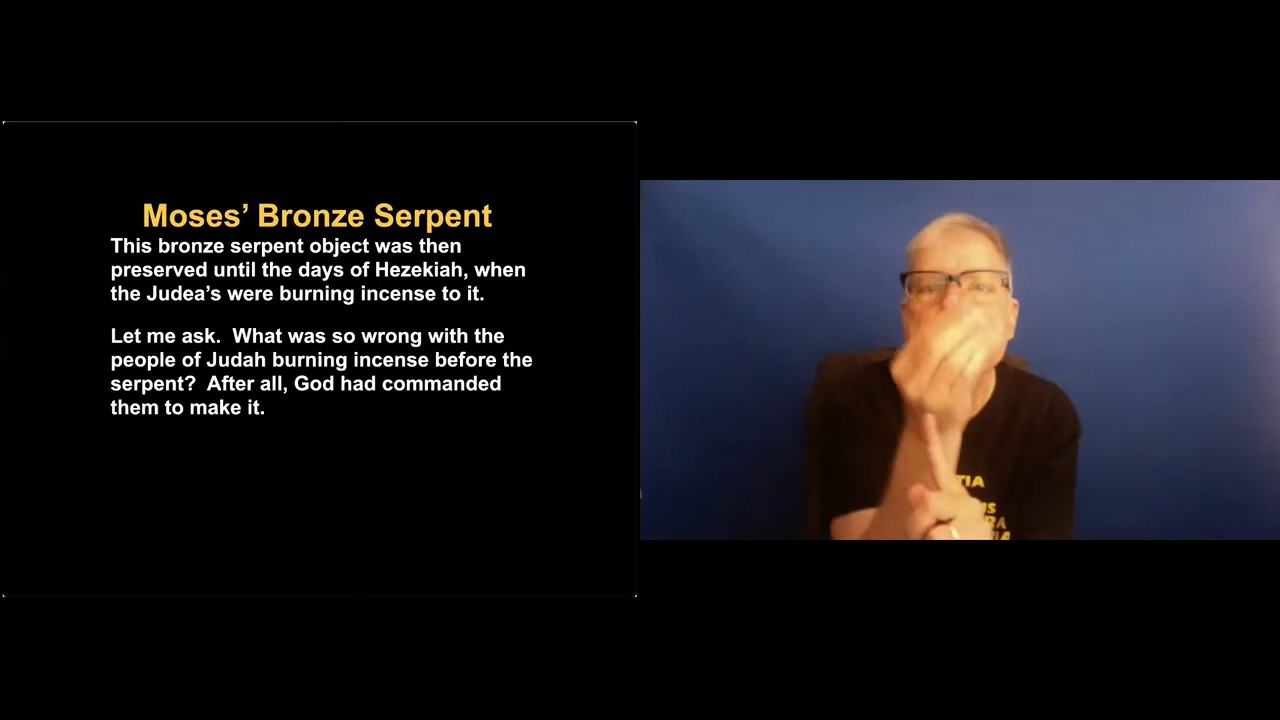 Moses’ Bronze Serpent
This bronze serpent object was then
preserved until the days of Hezekiah, when
the Judea’s were burning incense to it.
Let me ask.  What was so wrong with the
people of Judah burning incense before the
serpent?  After all, God had commanded
them to make it.